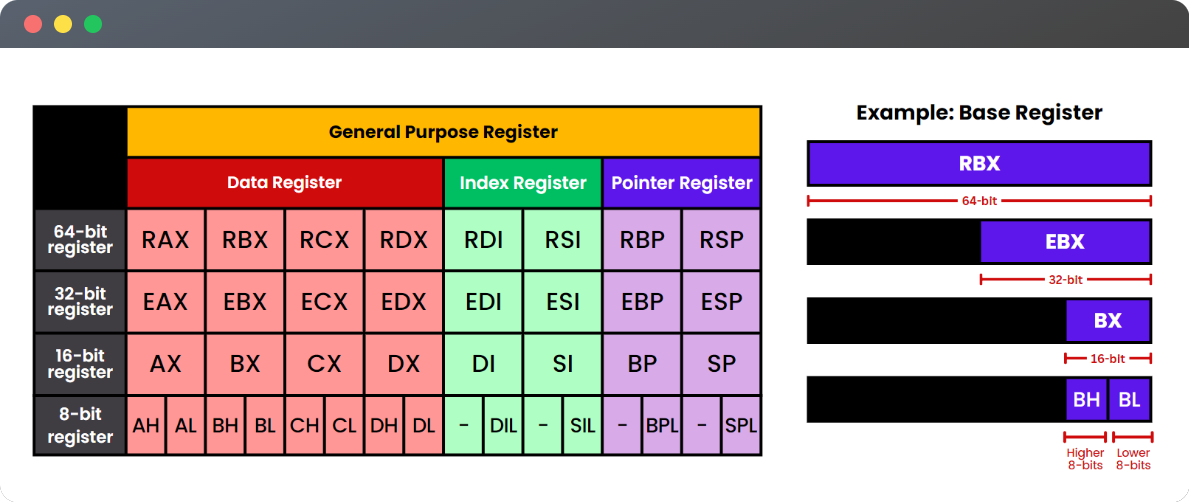 General Purpose Register
Data Register Index Register Pointer Register
64-bit
register
RAX RBX RCX RDX RDI RSI RBP RSP
32-bit
register
EAX EBX ECX EDX EDI ESI EBP ESP
16-bit
register
AX BX CX DX DI SI BP SP
8-bit
register
AH AL BH BL CH CL DH DL - DIL - SIL - BPL - SPL
Example: Base Register
RBX
64-bit
EBX
32-bit
BX
16-bit
BH BL
Higher
8-bits
Lower
8-bits